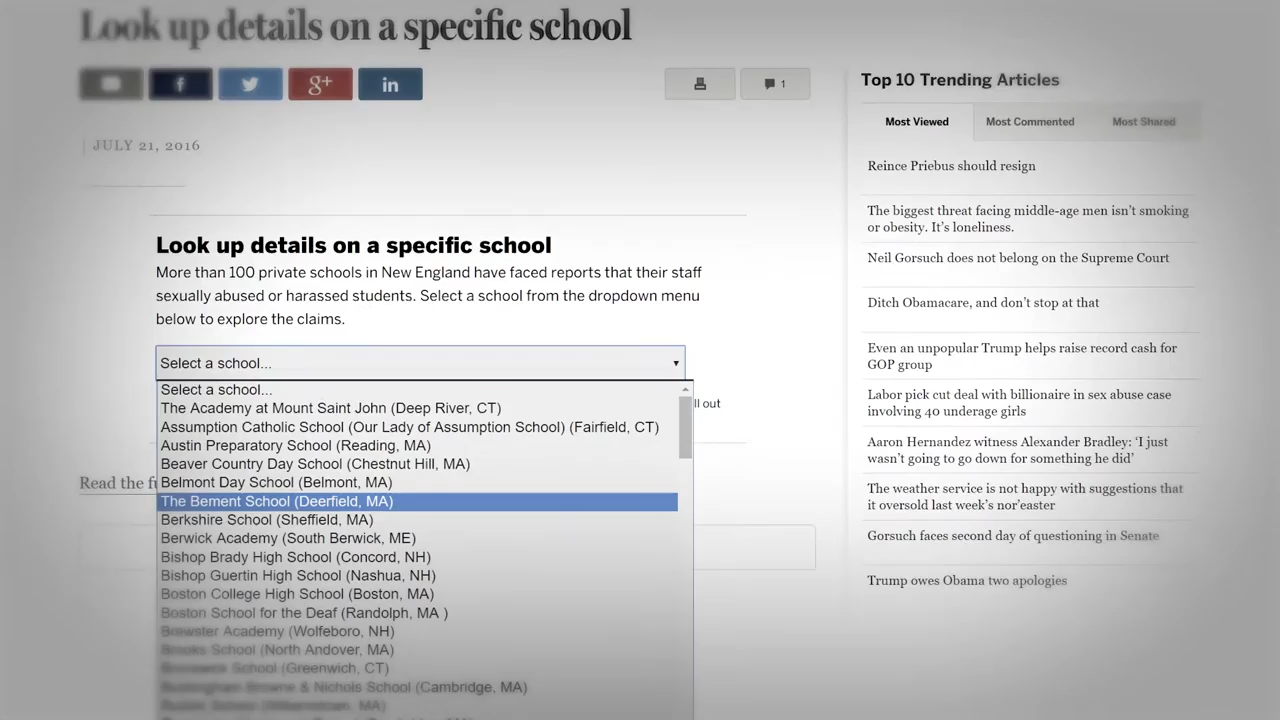 Look up details on a specific school
f
g+
in
1
JULY 21, 2016
Look up details on a specific school
More than 100 private schools in New England have faced reports that their staff
sexually abused or harassed students. Select a school from the dropdown menu
below to explore the claims.
Select a school...
Select a school...
The Academy at Mount Saint John (Deep River, CT)
ll out
Assumption Catholic School (Our Lady of Assumption School) (Fairfield, CT)
Austin Preparatory School (Reading, MA)
Beaver Country Day School (Chestnut Hill, MA)
Belmont Day School (Belmont, MA)
Read the f
The Bement School (Deerfield, MA)
Berkshire School (Sheffield, MA)
Berwick Academy (South Berwick, ME)
Bishop Brady High School (Concord, NH)
Bishop Guertin High School (Nashua, NH)
Boston College High School (Boston, MA)
Boston School for the Deaf (Randolph, MA )
Brewster Academy (Wolfeboro, NH)
Brooks School (North Andover, MA)
Brunswick School (Greenwich, CT)
Buckingham Browne & Nichols School (Cambridge, MA)
Top 10 Trending Articles
Most Viewed Most Commented Most Shared
Reince Priebus should resign
The biggest threat facing middle-age men isn't smoking
or obesity. It's loneliness.
Neil Gorsuch does not belong on the Supreme Court
Ditch Obamacare, and don't stop at that
Even an unpopular Trump helps raise record cash for
GOP group
Labor pick cut deal with billionaire in sex abuse case
involving 40 underage girls
Aaron Hernandez witness Alexander Bradley: 'I just
wasn't going to go down for something he did'
The weather service is not happy with suggestions that
it oversold last week's nor'easter
Gorsuch faces second day of questioning in Senate
Trump owes Obama two apologies